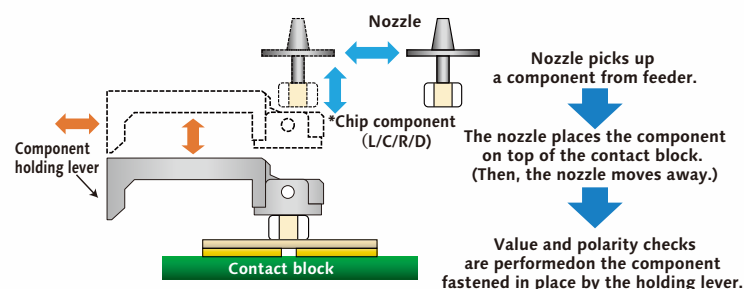 Nozzle
*Chip component
(L/C/R/D)
Component
holding lever
Contact block
Nozzle picks up
a component from feeder.
The nozzle places the component
on top of the contact block.
(Then, the nozzle moves away.)
Value and polarity checks
are performedon the component
fastened in place by the holding lever.